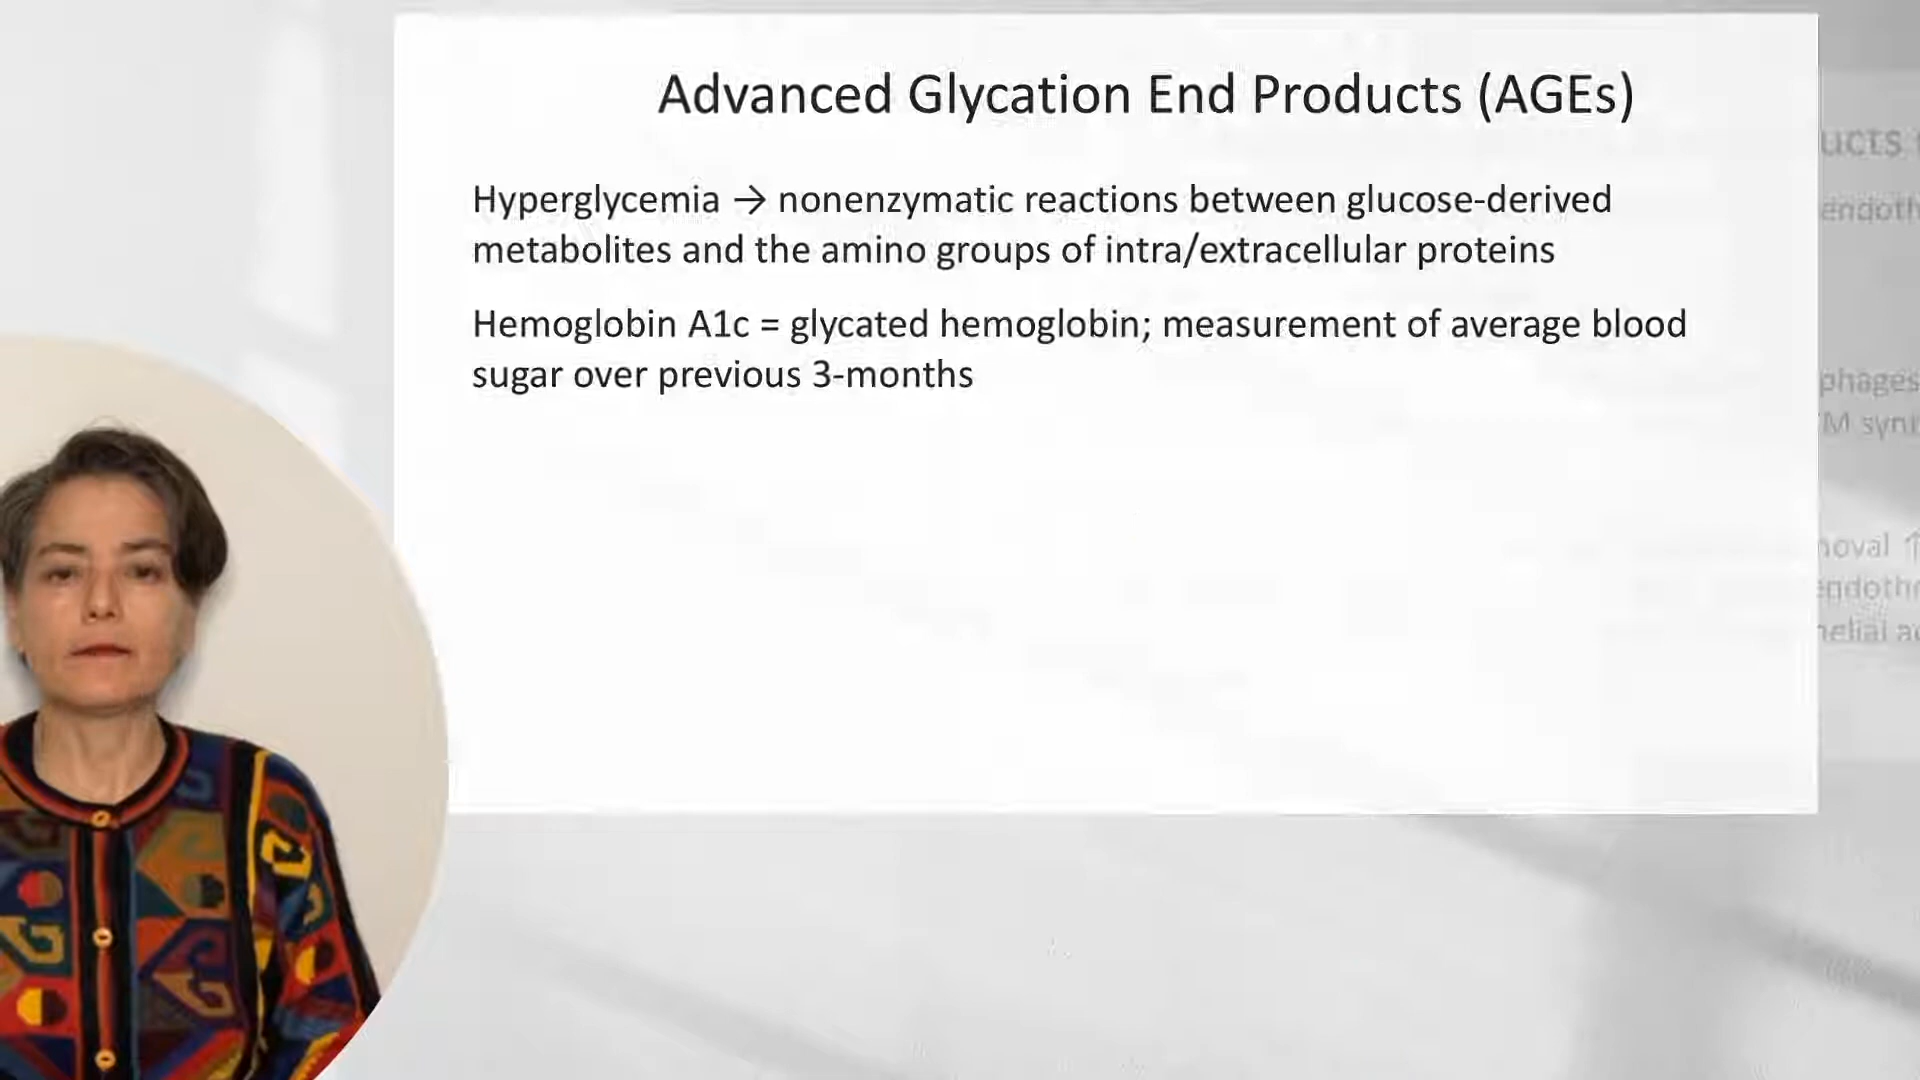 Advanced Glycation End Products (AGEs)
Hyperglycemia → nonenzymatic reactions between glucose-derived
metabolites and the amino groups of intra/extracellular proteins
Hemoglobin A1c = glycated hemoglobin; measurement of average blood
sugar over previous 3-months